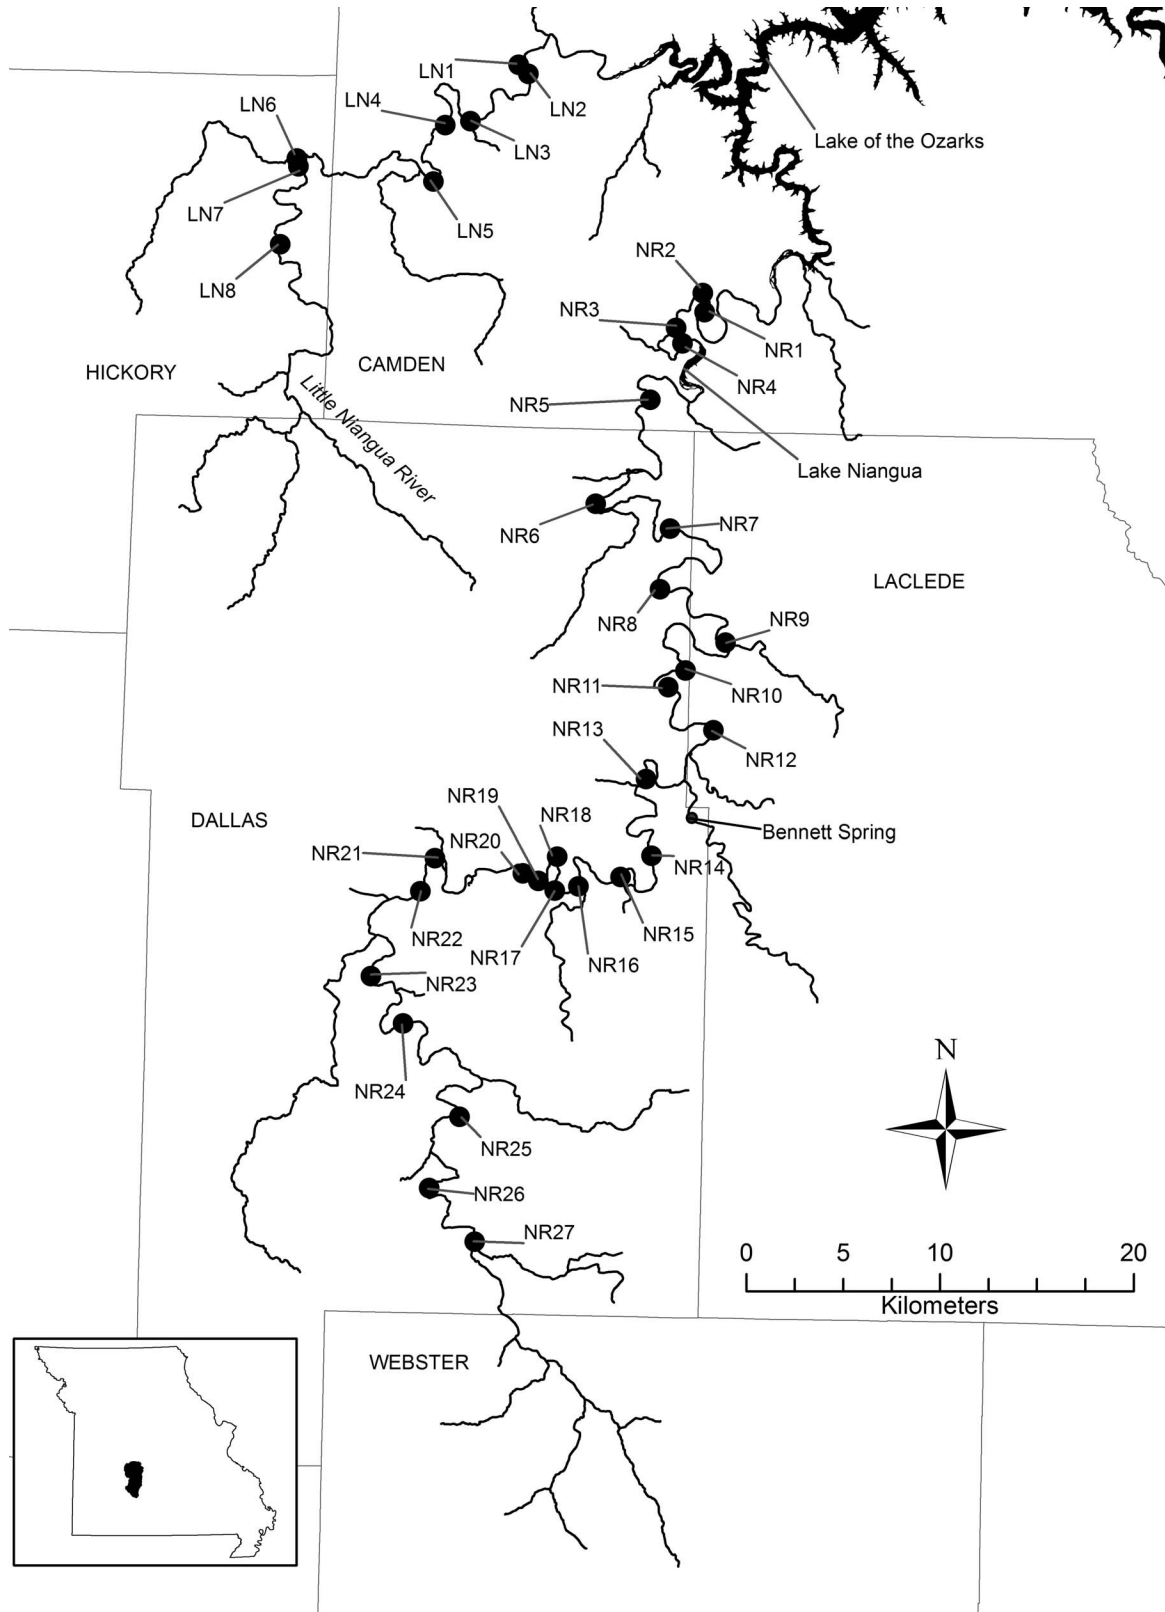 LN1
LN2
LN4
LN6
LN3
Lake of the Ozarks
LN7
LN5
NR2
LN8
NR3
NR1
HICKORY
CAMDEN
NR4
NR5
Little Niangua River
Lake Niangua
NR6
NR7
LACLEDE
NR8
NR9
NR11
NR10
NR13
NR12
NR19
DALLAS
NR18
Bennett Spring
NR20
NR21
NR14
NR22
NR17
NR16
NR15
NR23
N
NR24
NR25
NR26
NR27
0 5 10 20
Kilometers
WEBSTER